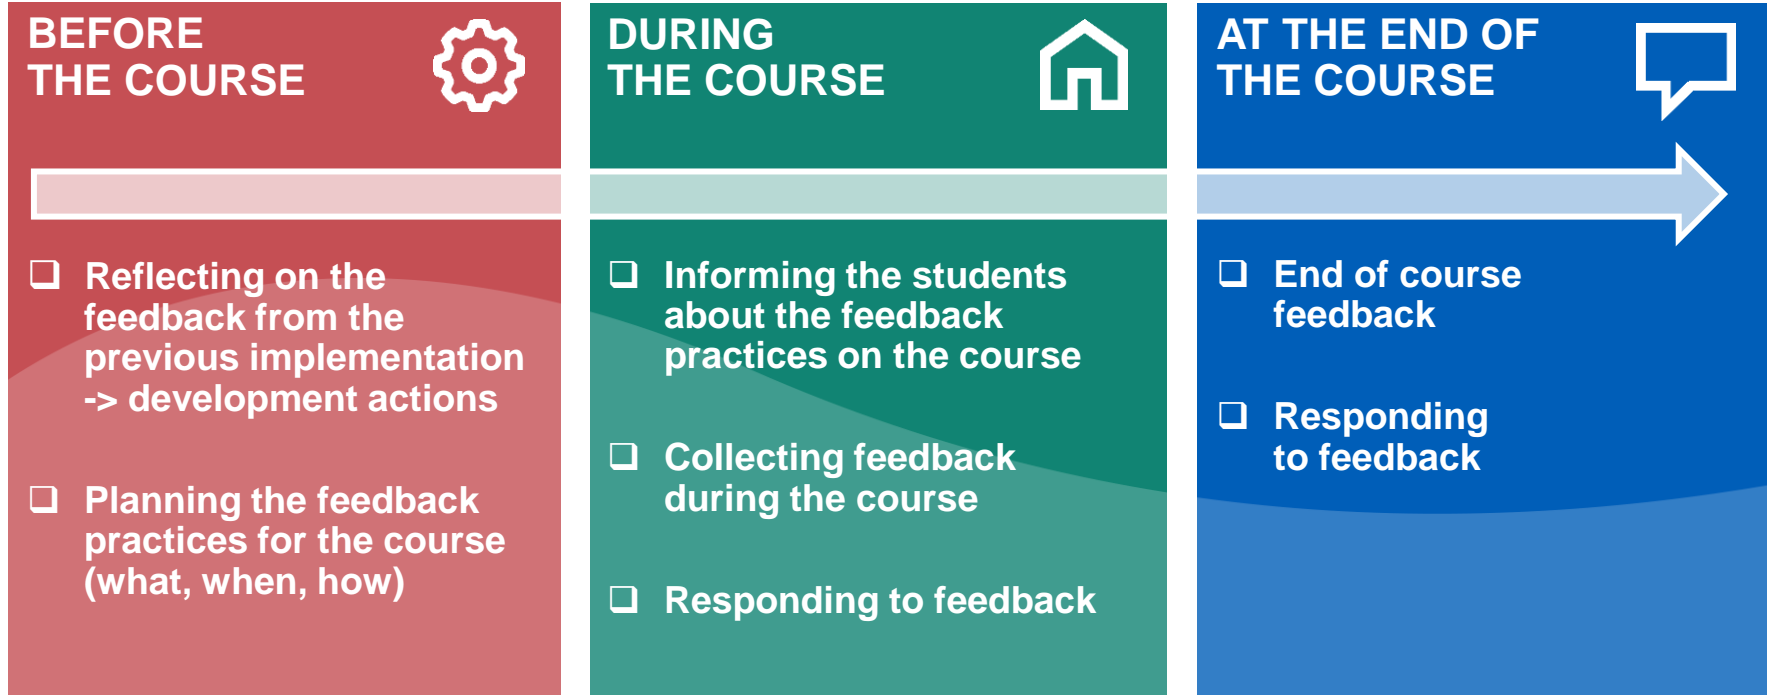 BEFORE
THE COURSE
❑ Reflecting on the
feedback from the
previous implementation
-> development actions
❑ Planning the feedback
practices for the course
(what, when, how)
DURING
THE COURSE
❑ Informing the students
about the feedback
practices on the course
❑ Collecting feedback
during the course
❑ Responding to feedback
AT THE END OF
THE COURSE
❑ End of course
feedback
❑ Responding
to feedback